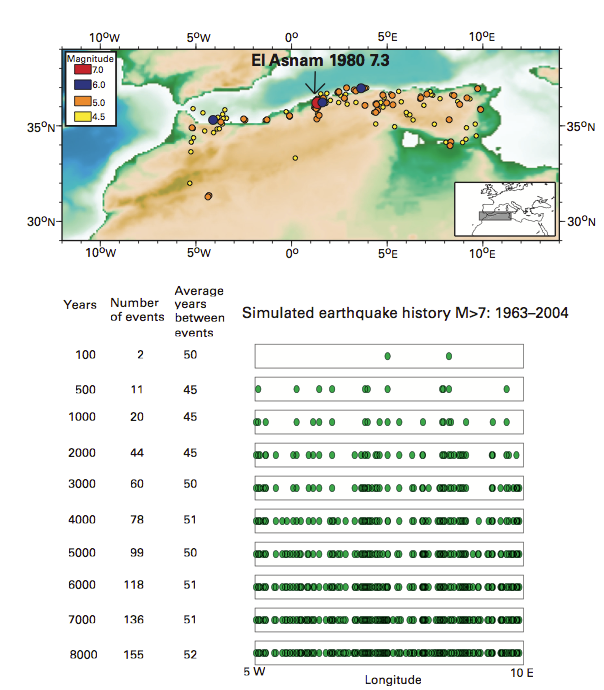 10°W 5°W 0° 5°E 10°E
Magnitude
7.0
6.0
5.0
4.5
El Asnam 1980 7.3
35°N 35°N
30°N 30°N
10°W 5°W 0° 5°E 10°E
Years Number of events Average years between events
Simulated earthquake history M>7: 1963–2004
100 2 50
500 11 45
1000 20 45
2000 44 45
3000 60 50
4000 78 51
5000 99 50
6000 118 51
7000 136 51
8000 155 52
5 W 10 E
Longitude